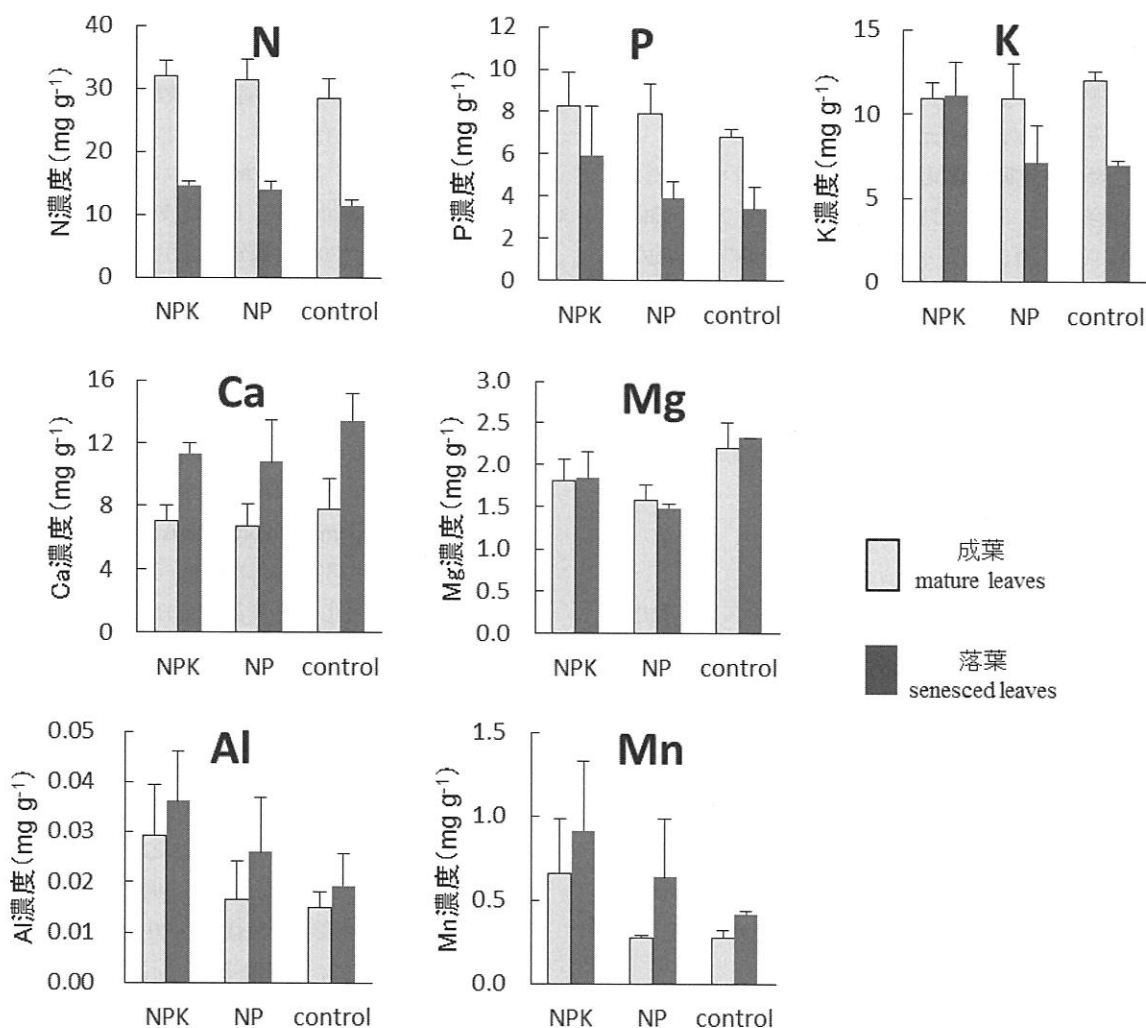 N
N濃度(mg g⁻¹)
40
30
20
10
0
NPK NP control
P
P濃度(mg g⁻¹)
12
10
8
6
4
2
0
NPK NP control
K
K濃度(mg g⁻¹)
15
10
5
0
NPK NP control
Ca
Ca濃度(mg g⁻¹)
16
12
8
4
0
NPK NP control
Mg
Mg濃度(mg g⁻¹)
3.0
2.5
2.0
1.5
1.0
0.5
0.0
NPK NP control
成葉
mature leaves
落葉
senesced leaves
Al
Al濃度(mg g⁻¹)
0.05
0.04
0.03
0.02
0.01
0.00
NPK NP control
Mn
Mn濃度(mg g⁻¹)
1.5
1.0
0.5
0.0
NPK NP control